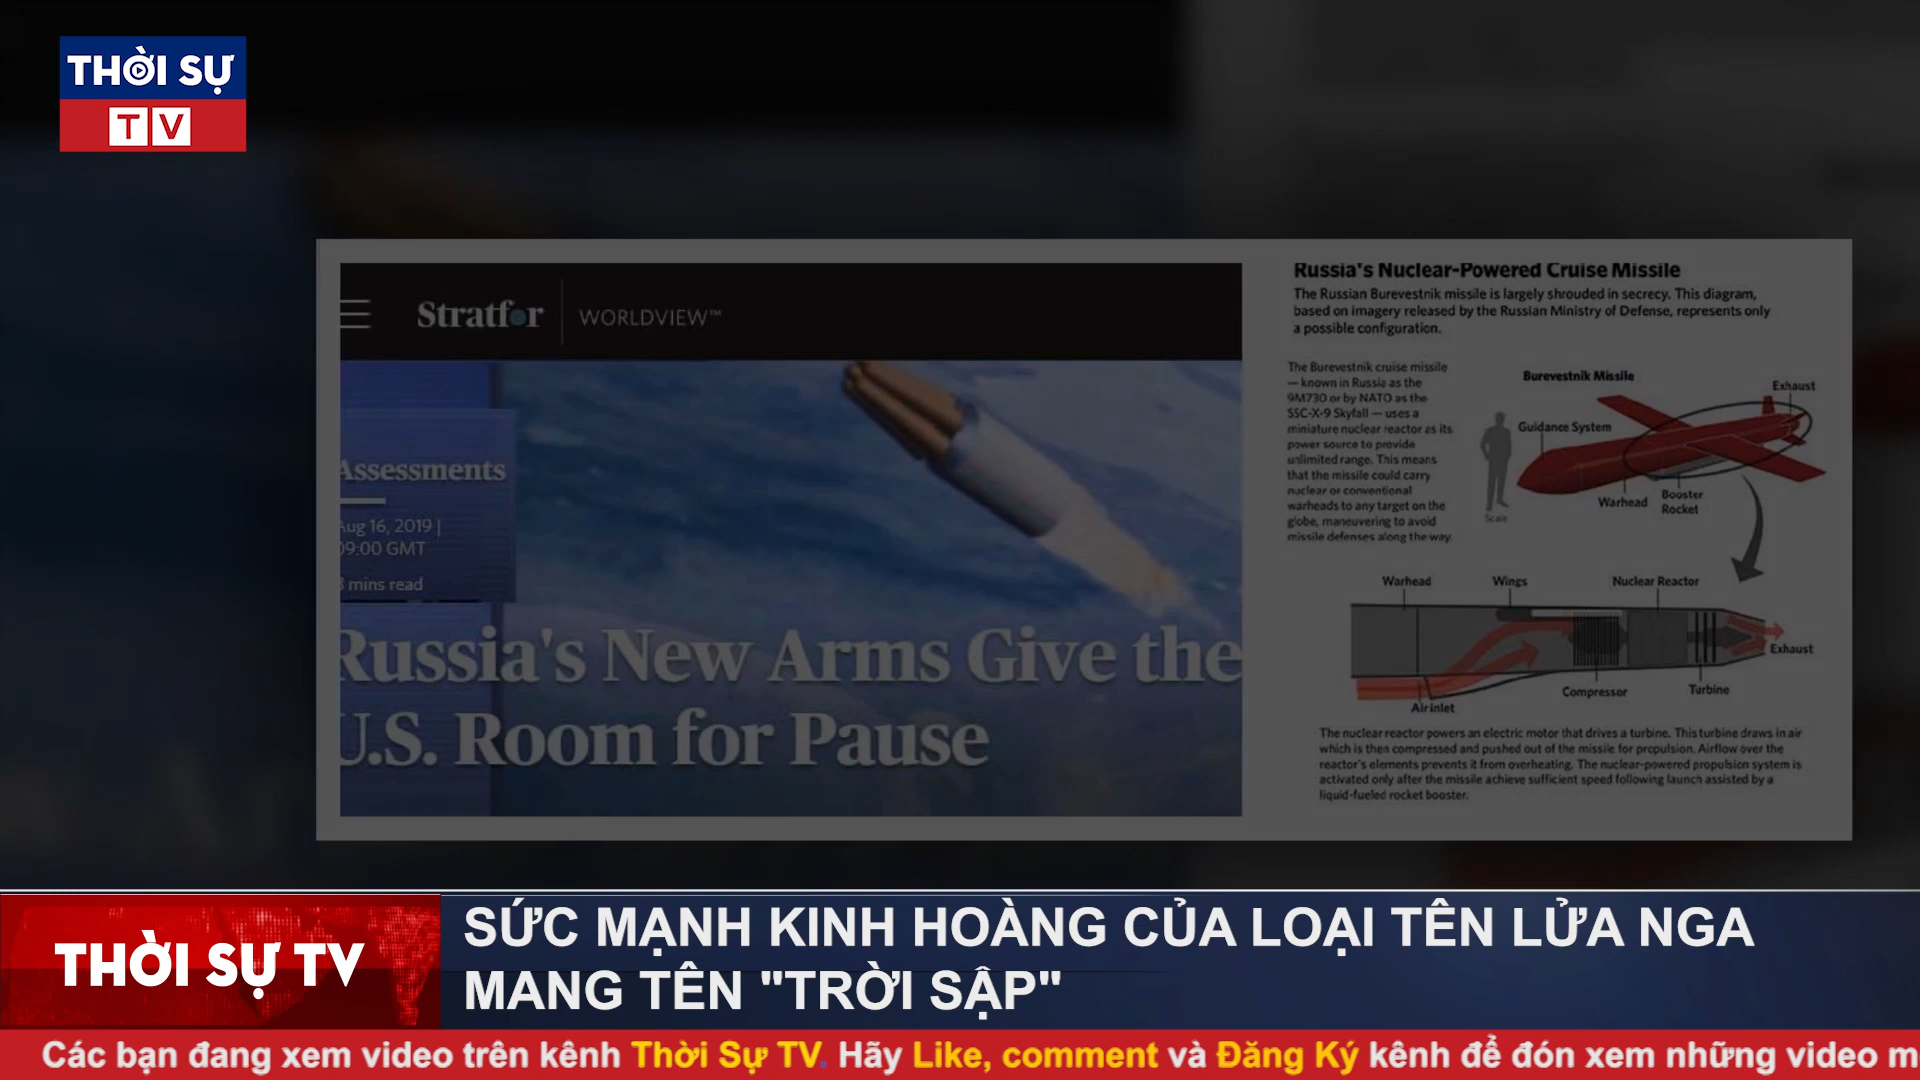 THỜI SỰ
TV
Stratfor
WORLDVIEW™
Assessments
Aug 16, 2019 |
09:00 GMT
8 mins read
Russia's New Arms Give the
U.S. Room for Pause
Russia's Nuclear-Powered Cruise Missile
The Russian Burevestnik missile is largely shrouded in secrecy. This diagram,
based on imagery released by the Russian Ministry of Defense, represents only
a possible configuration.
The Burevestnik cruise missile
— known in Russia as the
9M730 or by NATO as the
SSC-X-9 Skyfall — uses a
miniature nuclear reactor as its
power source to provide
unlimited range. This means
that the missile could carry
nuclear or conventional
warheads to any target on the
globe, maneuvering to avoid
missile defenses along the way.
Burevestnik Missile
Exhaust
Guidance System
Warhead
Booster
Rocket
Scale
Warhead
Wings
Nuclear Reactor
Exhaust
Compressor
Turbine
Air inlet
The nuclear reactor powers an electric motor that drives a turbine. This turbine draws in air
which is then compressed and pushed out of the missile for propulsion. Airflow over the
reactor's elements prevents it from overheating. The nuclear-powered propulsion system is
activated only after the missile achieve sufficient speed following launch assisted by a
liquid-fueled rocket booster.
THỜI SỰ TV
SỨC MẠNH KINH HOÀNG CỦA LOẠI TÊN LỬA NGA
MANG TÊN "TRỜI SẬP"
Các bạn đang xem video trên kênh Thời Sự TV. Hãy Like, comment và Đăng Ký kênh để đón xem những video m